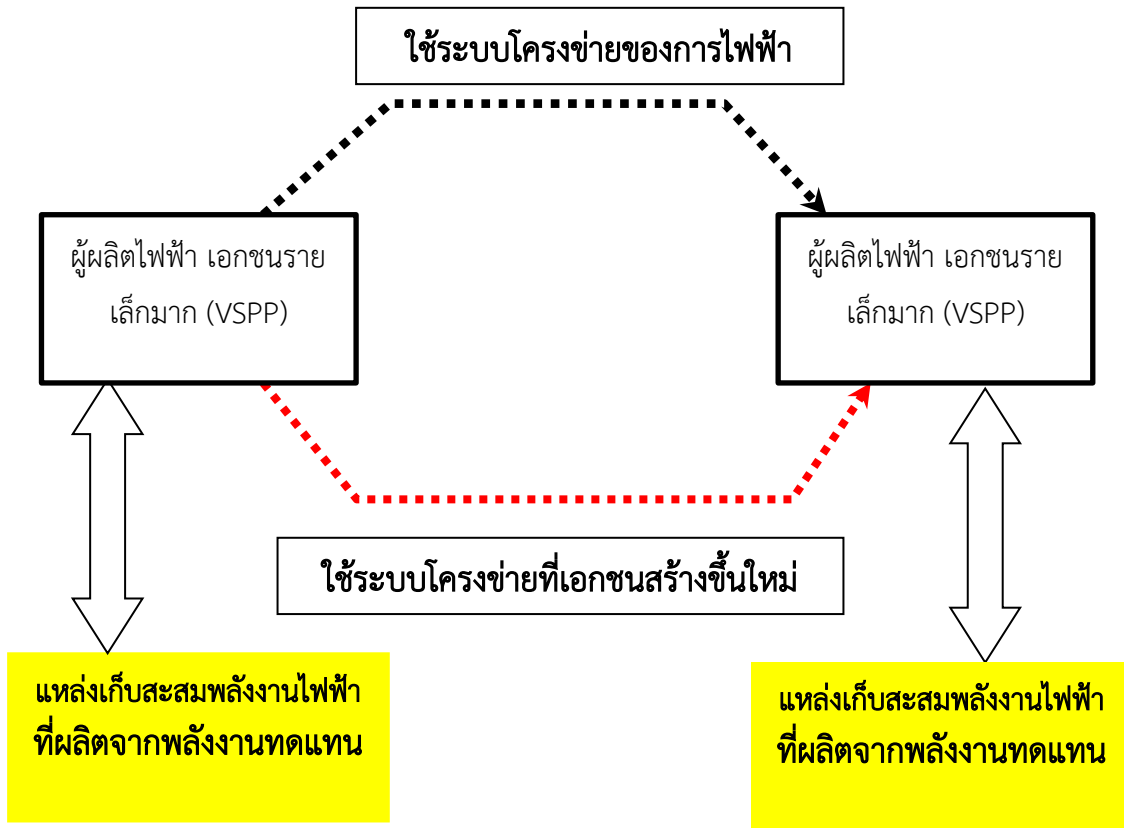 ใช้ระบบโครงข่ายของการไฟฟ้า
ผู้ผลิตไฟฟ้า เอกชนราย
เล็กมาก (VSPP)
ผู้ผลิตไฟฟ้า เอกชนราย
เล็กมาก (VSPP)
ใช้ระบบโครงข่ายที่เอกชนสร้างขึ้นใหม่
แหล่งเก็บสะสมพลังงานไฟฟ้า
ที่ผลิตจากพลังงานทดแทน
แหล่งเก็บสะสมพลังงานไฟฟ้า
ที่ผลิตจากพลังงานทดแทน